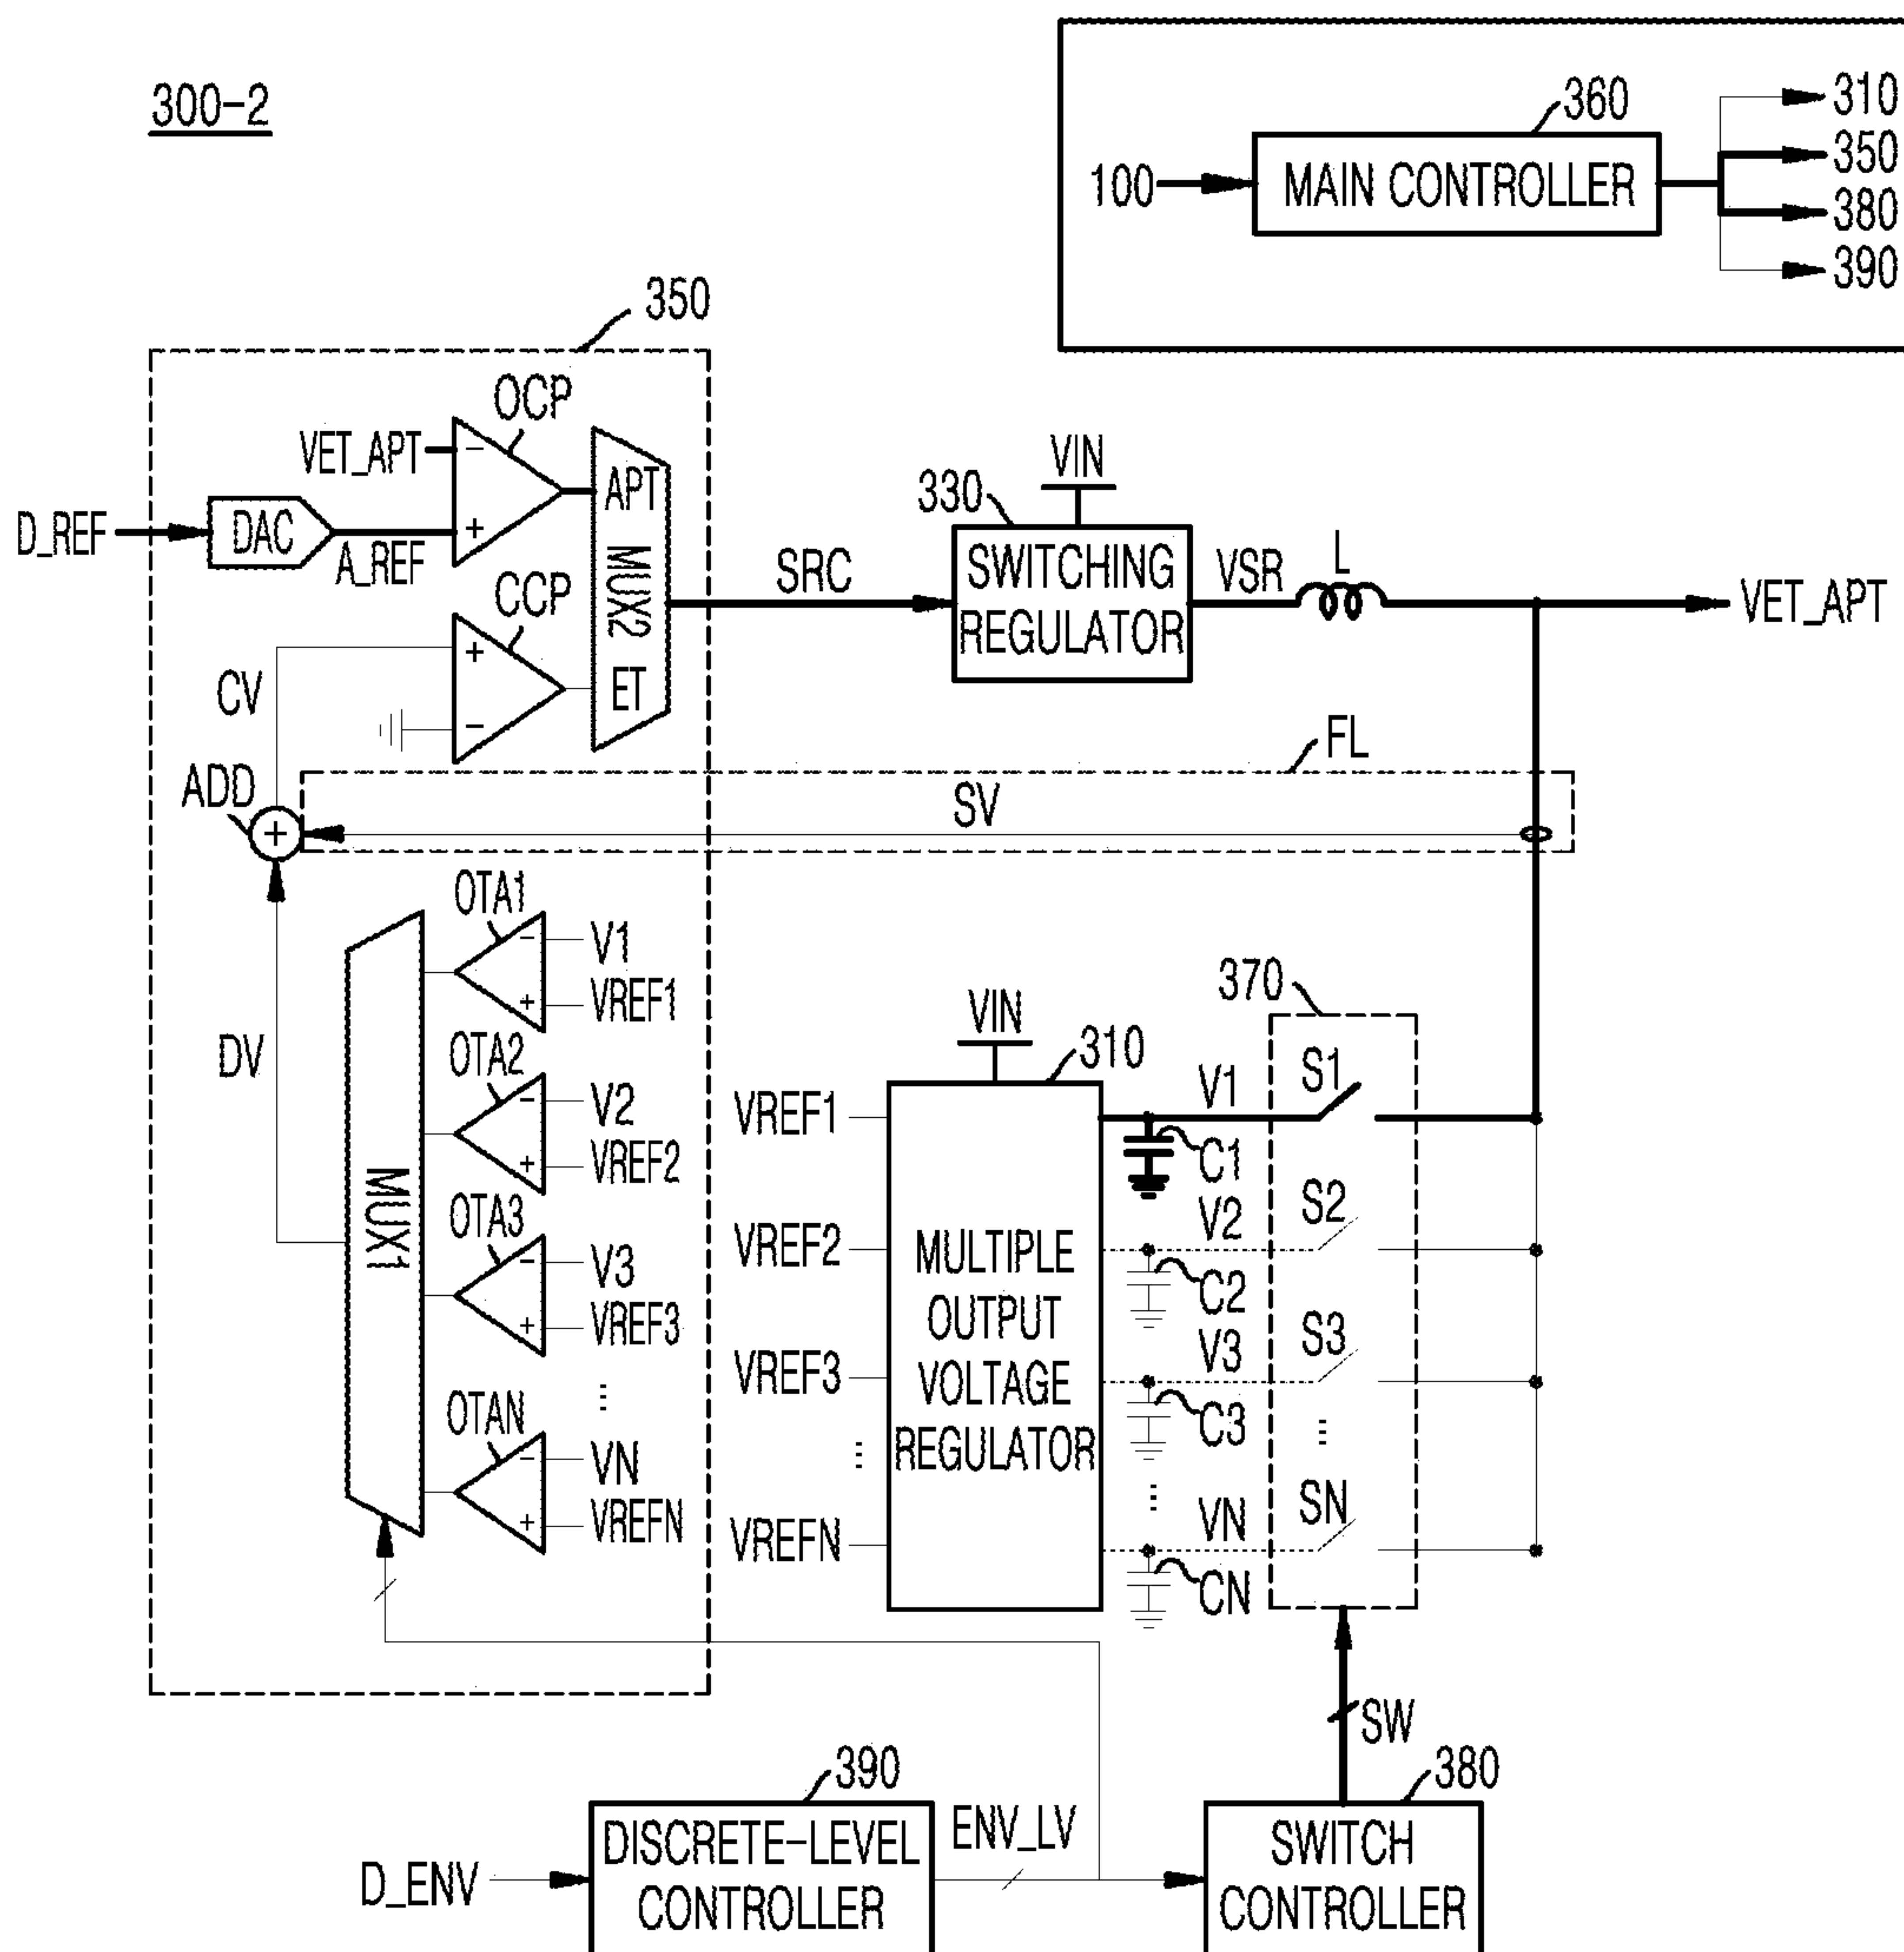 300-2
100
MAIN CONTROLLER
360
310
350
380
390
350
OCP
VET_APT
−
+
D_REF
DAC
A_REF
APT
MUX2
ET
CCP
+
−
CV
SRC
330
VIN
SWITCHING
REGULATOR
VSR
L
VET_APT
FL
SV
ADD
+
DV
MUX1
OTA1
−
+
V1
VREF1
OTA2
−
+
V2
VREF2
OTA3
−
+
V3
VREF3
⋮
OTAN
−
+
VN
VREFN
VREF1
VREF2
VREF3
⋮
VREFN
VIN
310
MULTIPLE
OUTPUT
VOLTAGE
REGULATOR
V1
C1
V2
C2
V3
C3
⋮
VN
CN
370
S1
S2
S3
⋮
SN
SW
D_ENV
390
DISCRETE-LEVEL
CONTROLLER
ENV_LV
380
SWITCH
CONTROLLER